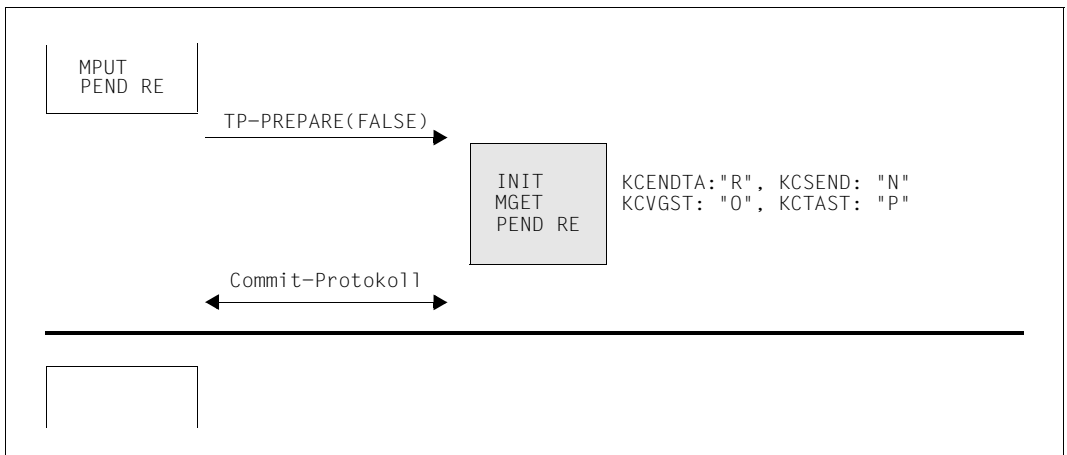 MPUT
PEND RE
TP-PREPARE(FALSE)
INIT
MGET
PEND RE
KCENDTA:"R", KCSEND: "N"
KCVGST: "O", KCTAST: "P"
Commit-Protokoll